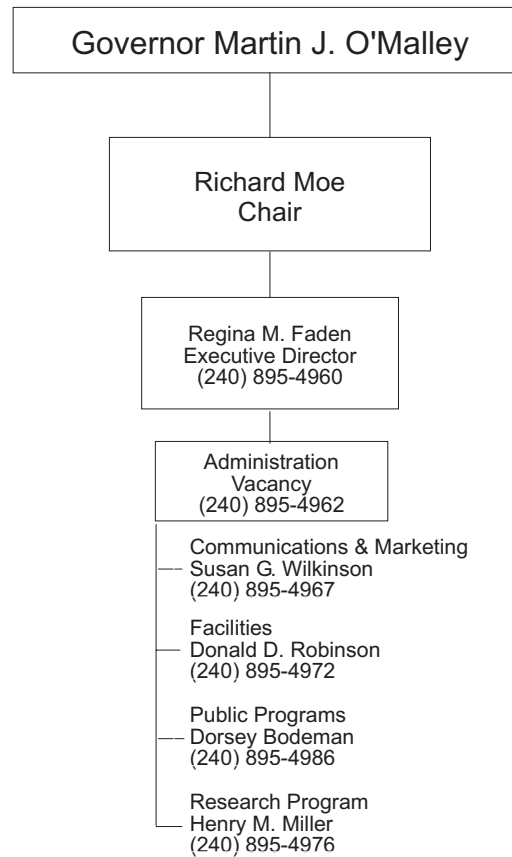 Governor Martin J. O'Malley
Richard Moe
Chair
Regina M. Faden
Executive Director
(240) 895-4960
Administration
Vacancy
(240) 895-4962
Communications & Marketing
Susan G. Wilkinson
(240) 895-4967
Facilities
Donald D. Robinson
(240) 895-4972
Public Programs
Dorsey Bodeman
(240) 895-4986
Research Program
Henry M. Miller
(240) 895-4976